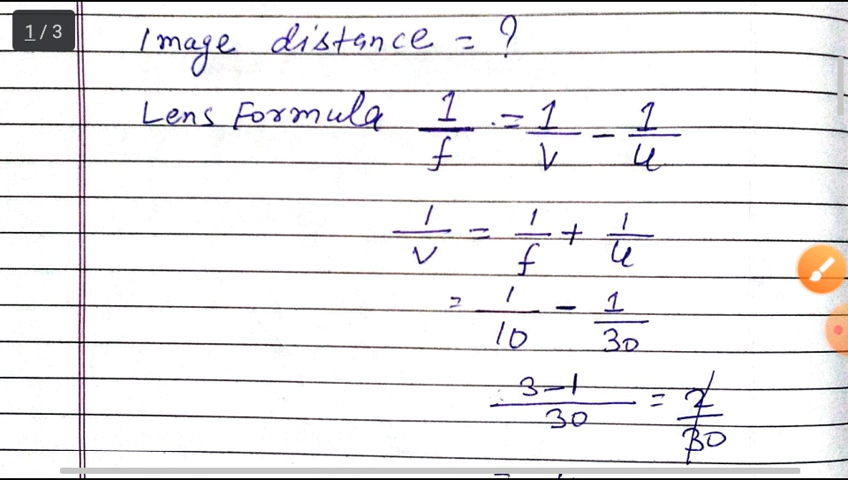 1 / 3
Image distance = ?
Lens Formula 1/f = 1/v - 1/u
1/v = 1/f + 1/u
= 1/10 - 1/30
3-1/30 = 2/30